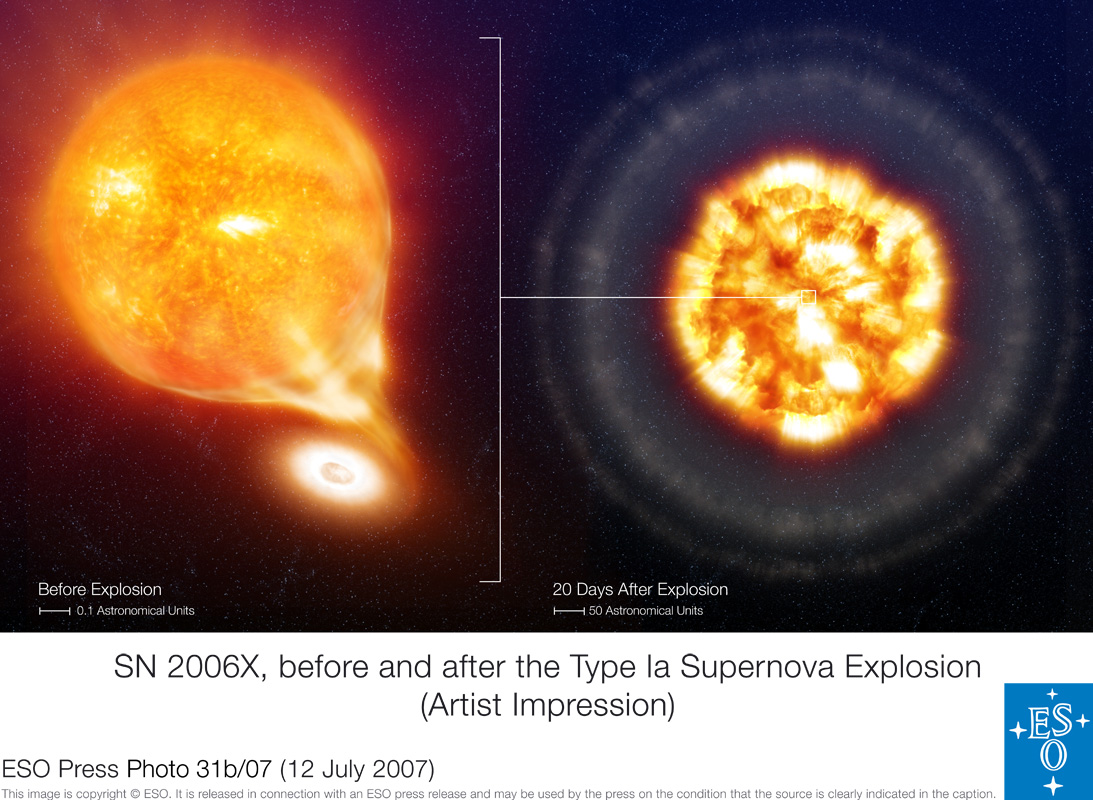 Before Explosion
0.1 Astronomical Units
20 Days After Explosion
50 Astronomical Units
SN 2006X, before and after the Type Ia Supernova Explosion
(Artist Impression)
ESO
ESO Press Photo 31b/07 (12 July 2007)
This image is copyright © ESO. It is released in connection with an ESO press release and may be used by the press on the condition that the source is clearly indicated in the caption.